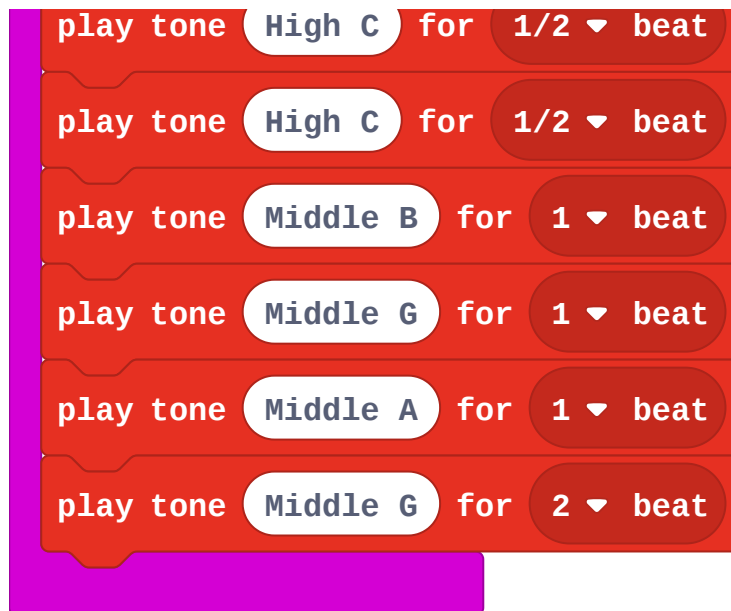 play tone High C for 1/2 beat
play tone High C for 1/2 beat
play tone Middle B for 1 beat
play tone Middle G for 1 beat
play tone Middle A for 1 beat
play tone Middle G for 2 beat